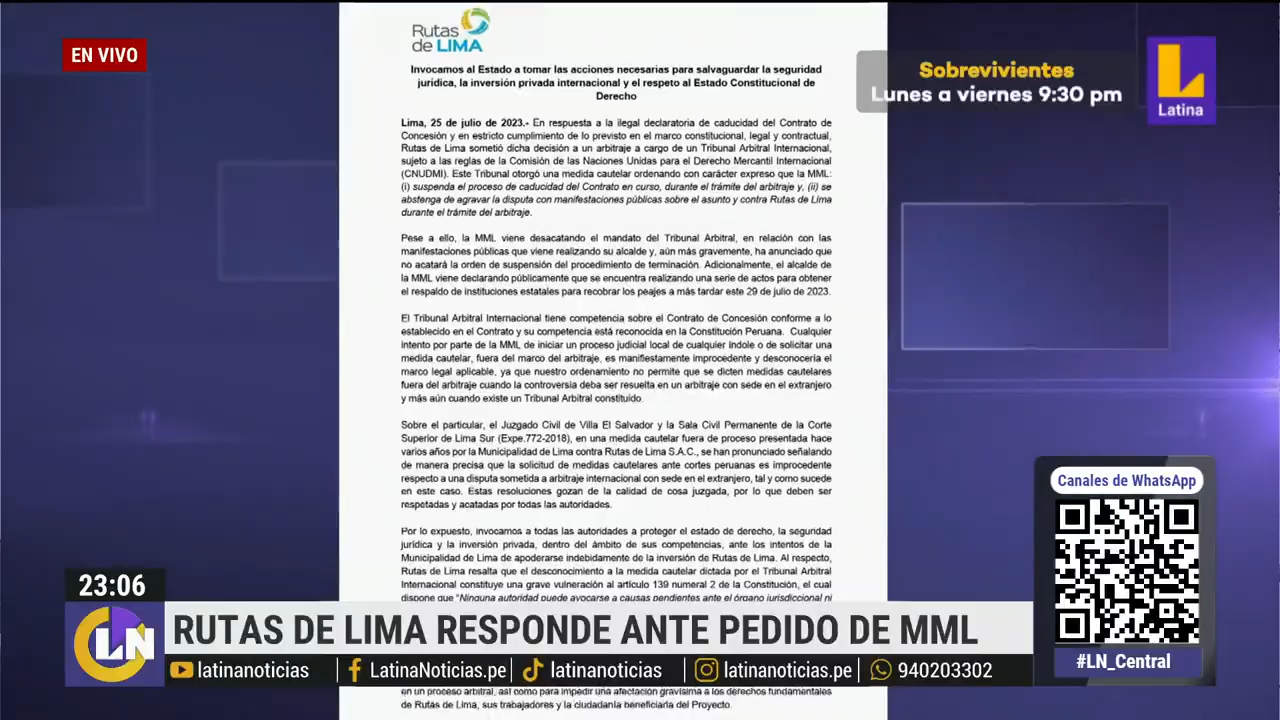 EN VIVO
Rutas
de LIMA
Sobrevivientes
Lunes a viernes 9:30 pm
Latina
Invocamos al Estado a tomar las acciones necesarias para salvaguardar la seguridad
jurídica, la inversión privada internacional y el respeto al Estado Constitucional de
Derecho
Lima, 25 de julio de 2023.- En respuesta a la ilegal declaratoria de caducidad del Contrato de
Concesión y en estricto cumplimiento de lo previsto en el marco constitucional, legal y contractual,
Rutas de Lima sometió dicha decisión a un arbitraje a cargo de un Tribunal Arbitral Internacional,
sujeto a las reglas de la Comisión de las Naciones Unidas para el Derecho Mercantil Internacional
(CNUDMI). Este Tribunal otorgó una medida cautelar ordenando con carácter expreso que la MML:
(i) suspenda el proceso de caducidad del Contrato en curso, durante el trámite del arbitraje y, (ii) se
abstenga de agravar la disputa con manifestaciones públicas sobre el asunto y contra Rutas de Lima
durante el trámite del arbitraje.
Pese a ello, la MML viene desacatando el mandato del Tribunal Arbitral, en relación con las
manifestaciones públicas que viene realizando su alcalde y, aún más gravemente, ha anunciado que
no acatará la orden de suspensión del procedimiento de terminación. Adicionalmente, el alcalde de
la MML viene declarando públicamente que se encuentra realizando una serie de actos para obtener
el respaldo de instituciones estatales para recobrar los peajes a más tardar este 29 de julio de 2023.
El Tribunal Arbitral Internacional tiene competencia sobre el Contrato de Concesión conforme a lo
establecido en el Contrato y su competencia está reconocida en la Constitución Peruana. Cualquier
intento por parte de la MML de iniciar un proceso judicial local de cualquier índole o de solicitar una
medida cautelar, fuera del marco del arbitraje, es manifiestamente improcedente y desconocería el
marco legal aplicable, ya que nuestro ordenamiento no permite que se dicten medidas cautelares
fuera del arbitraje cuando la controversia deba ser resuelta en un arbitraje con sede en el extranjero
y más aún cuando existe un Tribunal Arbitral constituido.
Sobre el particular, el Juzgado Civil de Villa El Salvador y la Sala Civil Permanente de la Corte
Superior de Lima Sur (Expe.772-2018), en una medida cautelar fuera de proceso presentada hace
varios años por la Municipalidad de Lima contra Rutas de Lima S.A.C., se han pronunciado señalando
de manera precisa que la solicitud de medidas cautelares ante cortes peruanas es improcedente
respecto a una disputa sometida a arbitraje internacional con sede en el extranjero, tal y como sucede
en este caso. Estas resoluciones gozan de la calidad de cosa juzgada, por lo que deben ser
respetadas y acatadas por todas las autoridades.
Por lo expuesto, invocamos a todas las autoridades a proteger el estado de derecho, la seguridad
jurídica y la inversión privada, dentro del ámbito de sus competencias, ante los intentos de la
Municipalidad de Lima de apoderarse indebidamente de la inversión de Rutas de Lima. Al respecto,
Rutas de Lima resalta que el desconocimiento a la medida cautelar dictada por el Tribunal Arbitral
Internacional constituye una grave vulneración al artículo 139 numeral 2 de la Constitución, el cual
dispone que "Ninguna autoridad puede avocarse a causas pendientes ante el órgano jurisdiccional ni
Canales de WhatsApp
#LN_Central
23:06
LN
RUTAS DE LIMA RESPONDE ANTE PEDIDO DE MML
latinanoticias
LatinaNoticias.pe
latinanoticias
latinanoticias.pe
940203302
en un proceso arbitral, así como para impedir una afectación gravísima a los derechos fundamentales
de Rutas de Lima, sus trabajadores y la ciudadanía beneficiaria del Proyecto.